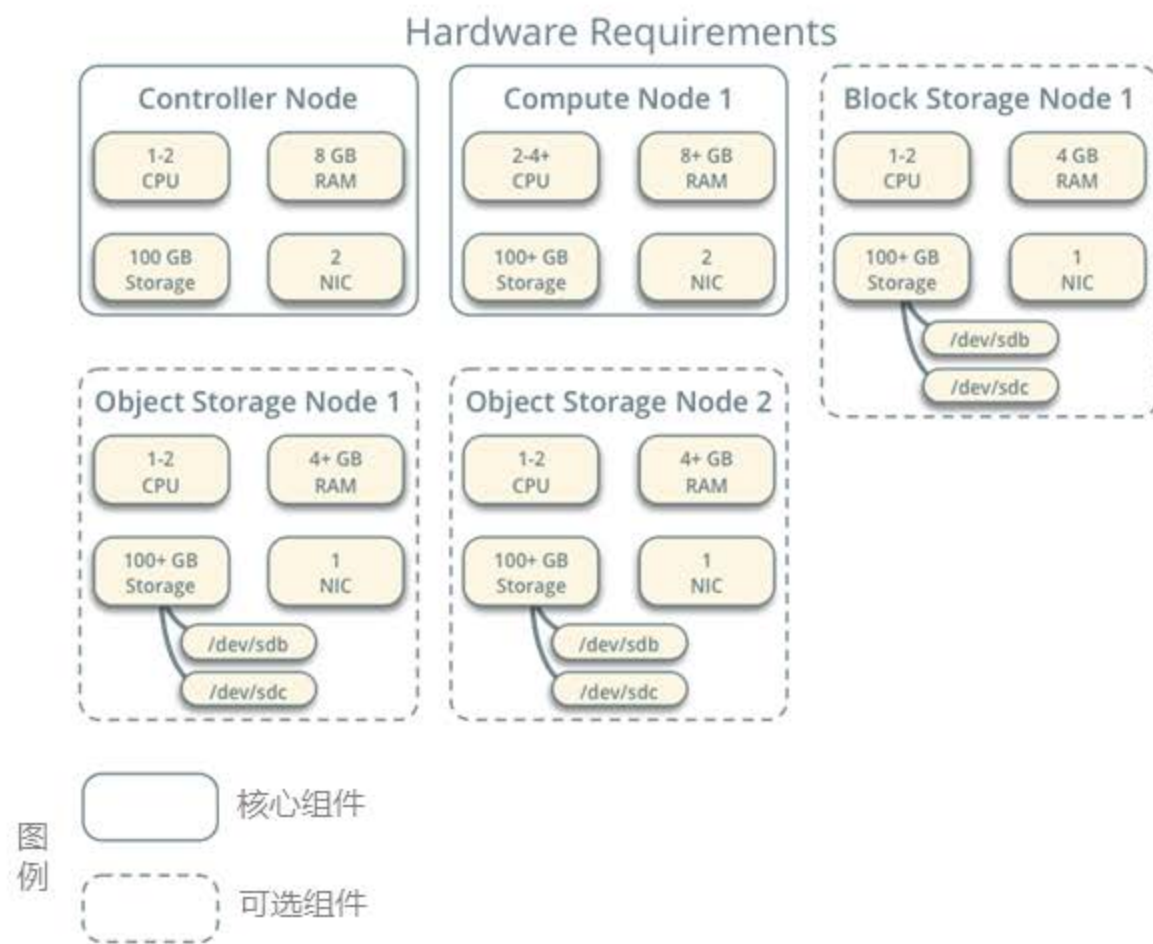 Hardware Requirements
Controller Node
1-2
CPU
8 GB
RAM
100 GB
Storage
2
NIC
Compute Node 1
2-4+
CPU
8+ GB
RAM
100+ GB
Storage
2
NIC
Block Storage Node 1
1-2
CPU
4 GB
RAM
100+ GB
Storage
1
NIC
/dev/sdb
/dev/sdc
Object Storage Node 1
1-2
CPU
4+ GB
RAM
100+ GB
Storage
1
NIC
/dev/sdb
/dev/sdc
Object Storage Node 2
1-2
CPU
4+ GB
RAM
100+ GB
Storage
1
NIC
/dev/sdb
/dev/sdc
图例
核心组件
可选组件